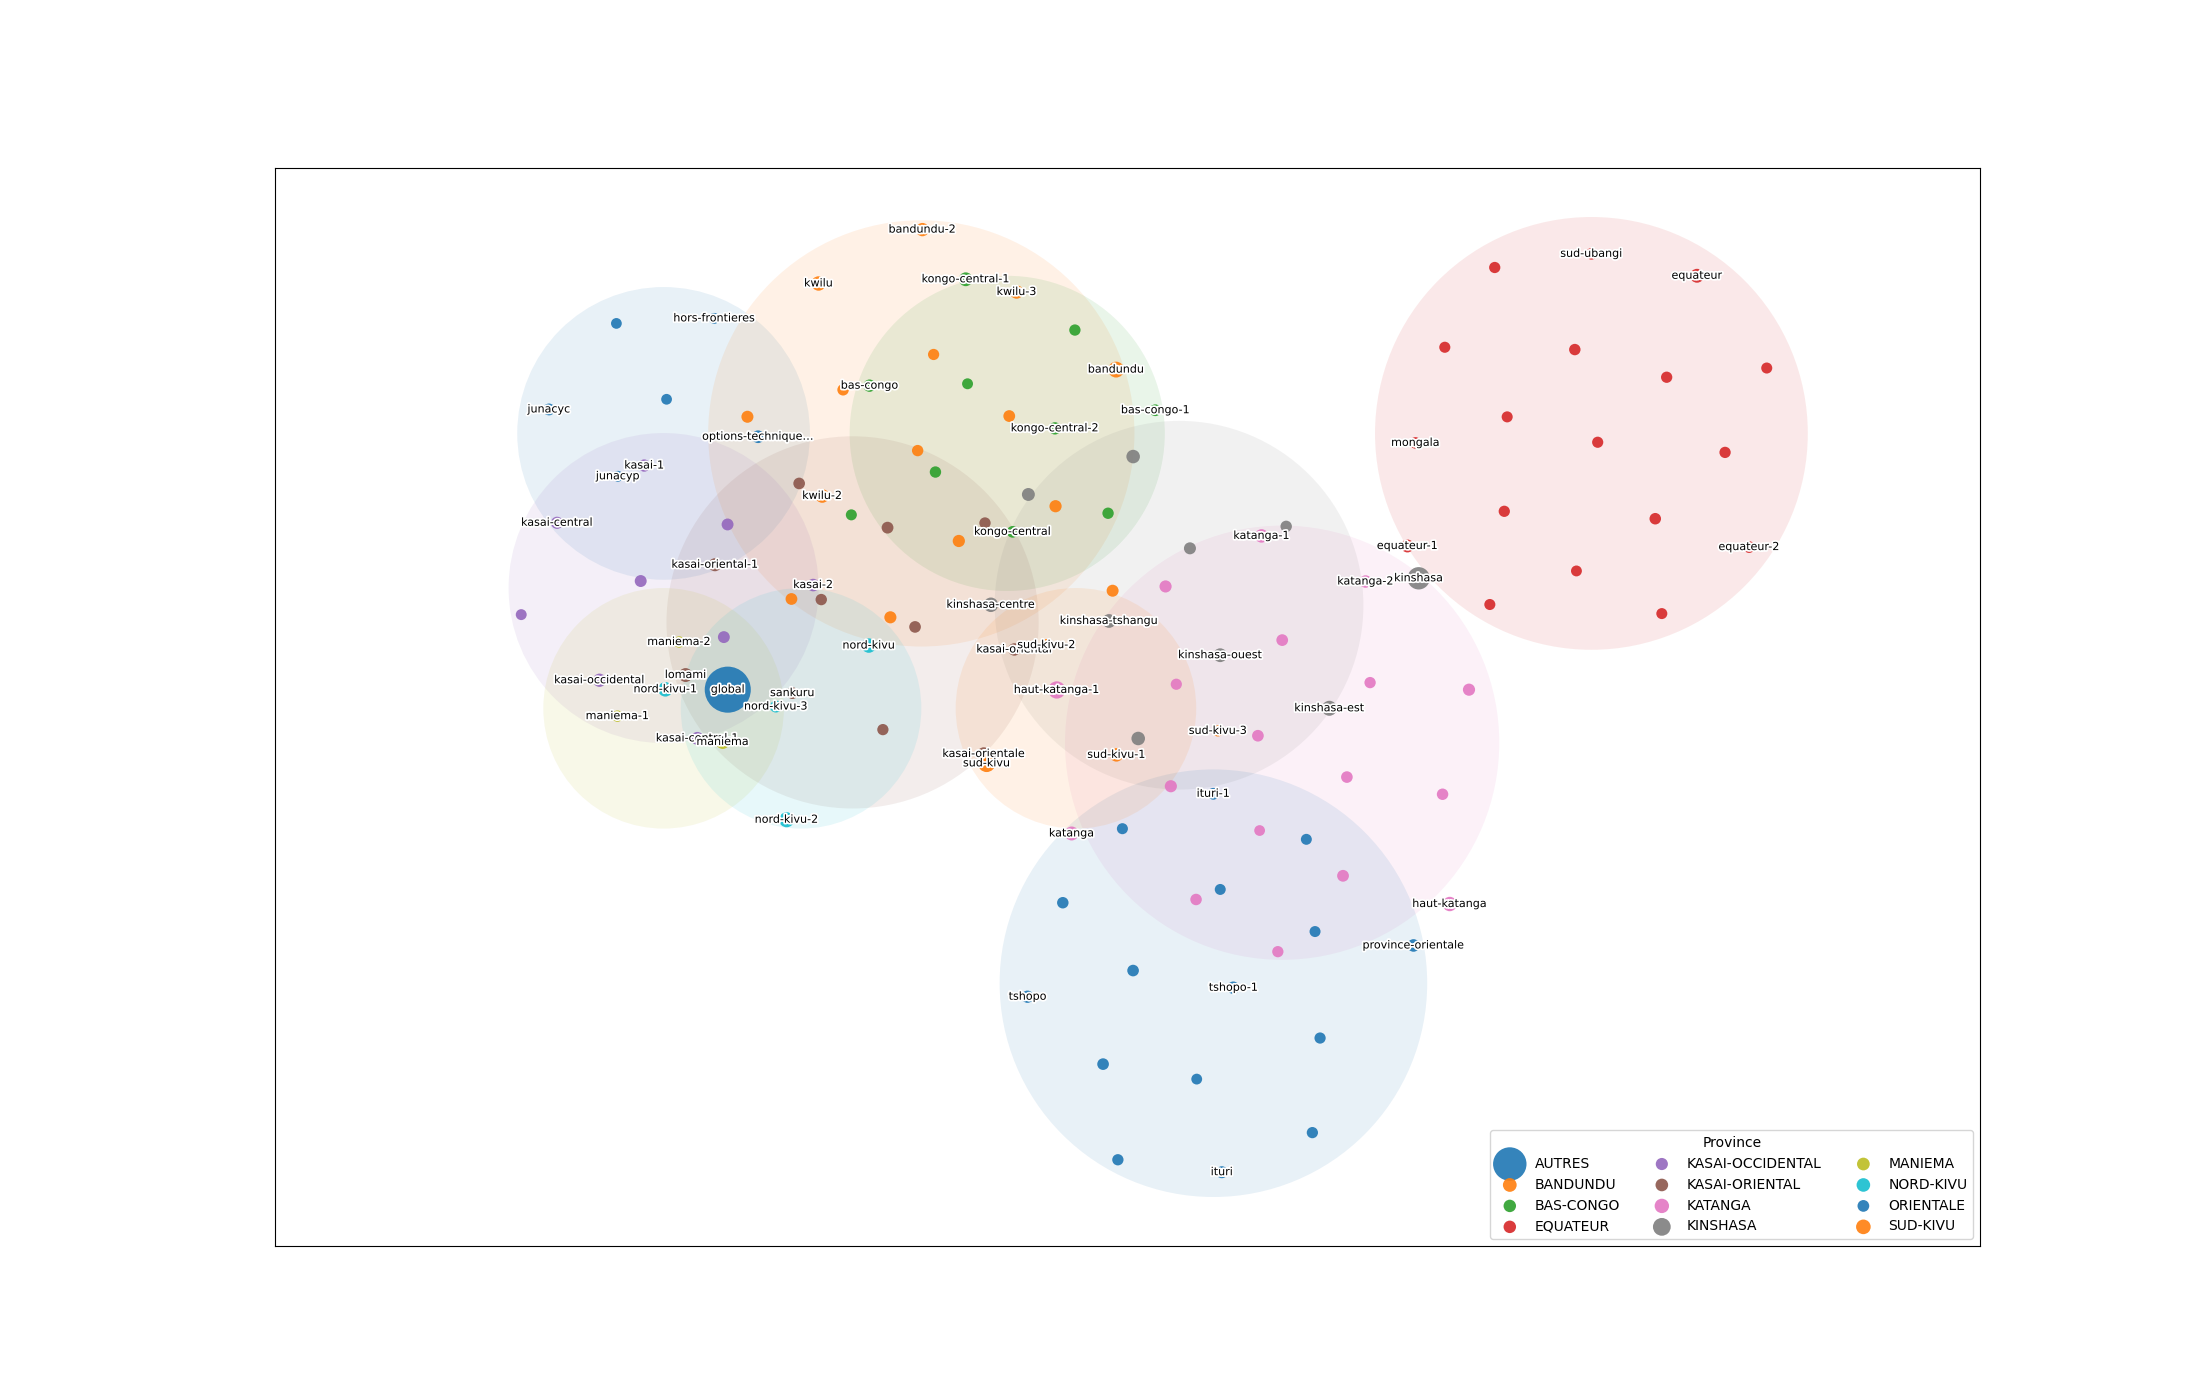 bandundu-2
sud-ubangi
equateur
kwilu
kongo-central-1
kwilu-3
hors-frontieres
bandundu
bas-congo
junacyc
bas-congo-1
kongo-central-2
options-technique...
mongala
kasai-1
junacyp
kwilu-2
kasai-central
kongo-central
katanga-1
equateur-1
equateur-2
kasai-oriental-1
kinshasa
katanga-2
kasai-2
kinshasa-centre
kinshasa-tshangu
maniema-2
nord-kivu
sud-kivu-2
kasai-oriental
kinshasa-ouest
lomami
kasai-occidental
nord-kivu-1
global
sankuru
haut-katanga-1
nord-kivu-3
kinshasa-est
maniema-1
sud-kivu-3
kasai-central-1
maniema
kasai-orientale
sud-kivu-1
sud-kivu
ituri-1
nord-kivu-2
katanga
haut-katanga
province-orientale
tshopo-1
tshopo
ituri
Province
AUTRES
BANDUNDU
BAS-CONGO
EQUATEUR
KASAI-OCCIDENTAL
KASAI-ORIENTAL
KATANGA
KINSHASA
MANIEMA
NORD-KIVU
ORIENTALE
SUD-KIVU